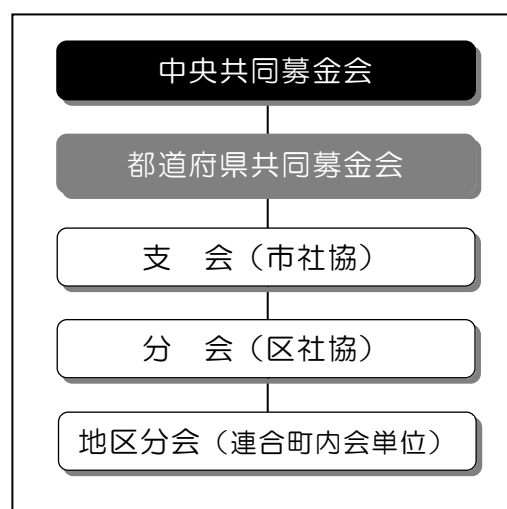 中央共同募金会
都道府県共同募金会
支　会（市社協）
分　会（区社協）
地区分会（連合町内会単位）